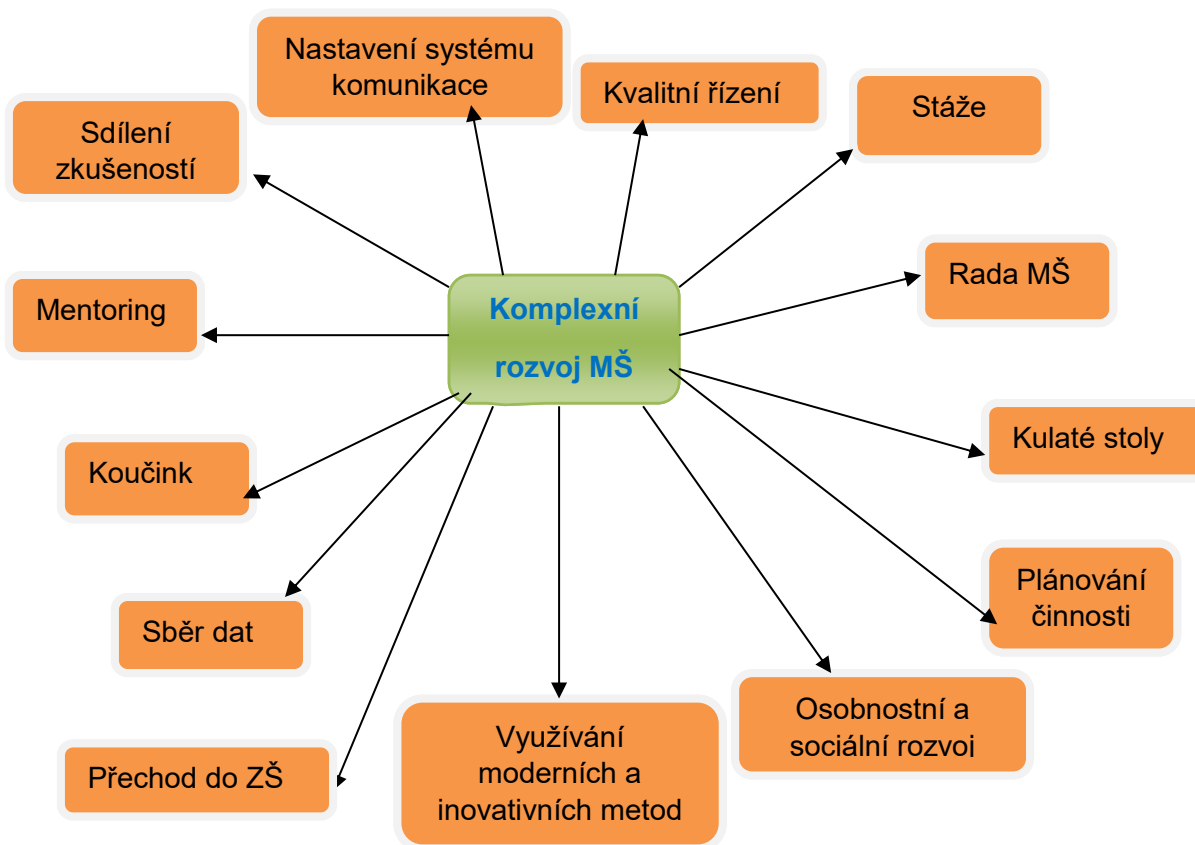 Nastavení systému
komunikace
Kvalitní řízení
Stáže
Sdílení
zkušeností
Rada MŠ
Mentoring
Komplexní
rozvoj MŠ
Kulaté stoly
Koučink
Plánování
činnosti
Sběr dat
Osobnostní a
sociální rozvoj
Využívání
moderních a
inovativních metod
Přechod do ZŠ